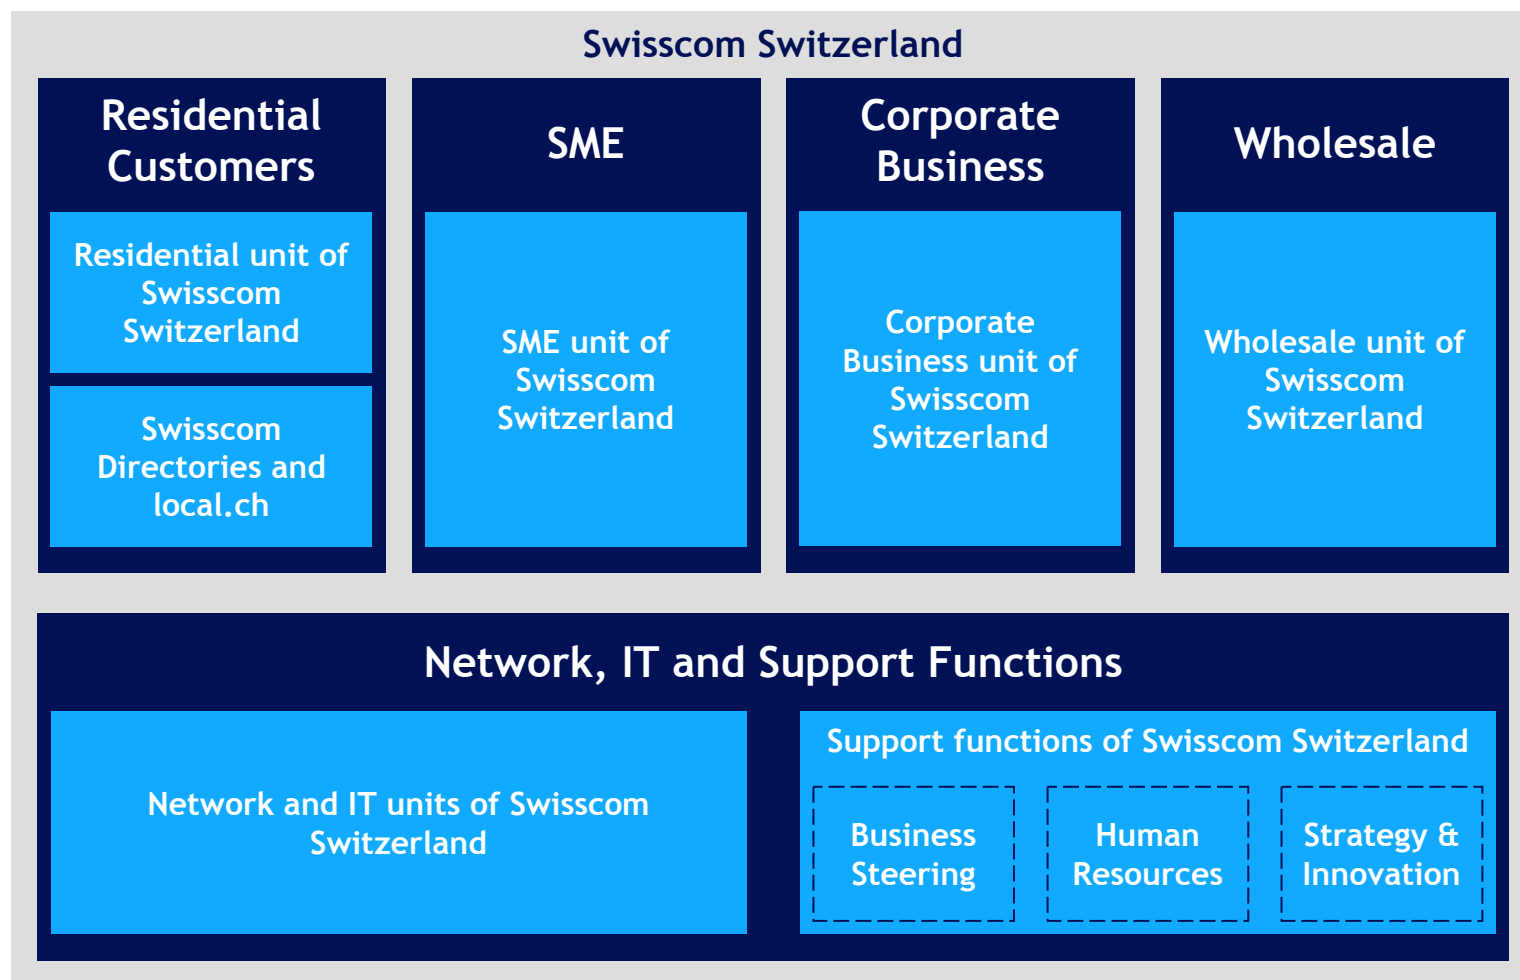 Swisscom Switzerland
Residential
Customers
SME
Corporate
Business
Wholesale
Residential unit of
Swisscom
Switzerland
Swisscom
Directories and
local.ch
SME unit of
Swisscom
Switzerland
Corporate
Business unit of
Swisscom
Switzerland
Wholesale unit of
Swisscom
Switzerland
Network, IT and Support Functions
Network and IT units of Swisscom
Switzerland
Support functions of Swisscom Switzerland
Business
Steering
Human
Resources
Strategy &
Innovation